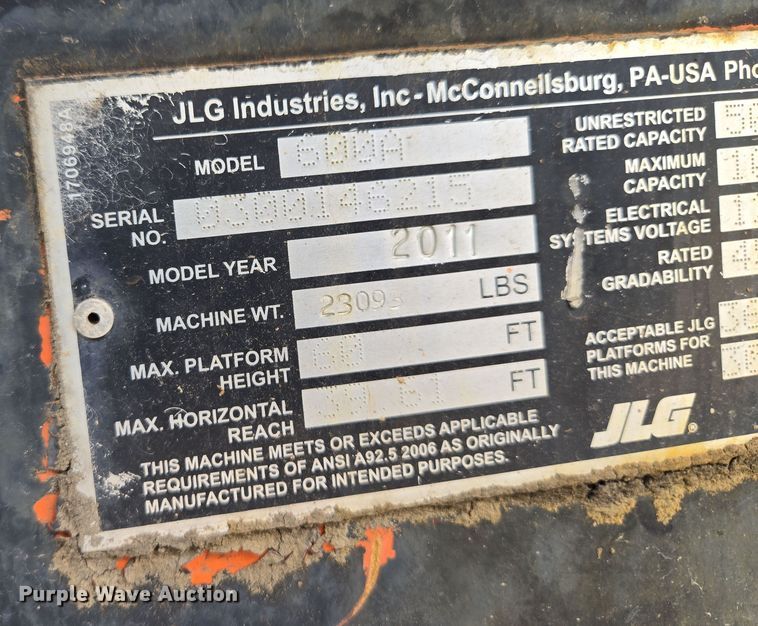 1706948A
JLG Industries, Inc - McConnellsburg, PA-USA Pho
MODEL 600A
SERIAL NO. 0300146215
MODEL YEAR 2011
MACHINE WT. 23093 LBS
MAX. PLATFORM HEIGHT 60 FT
MAX. HORIZONTAL REACH 39.61 FT
THIS MACHINE MEETS OR EXCEEDS APPLICABLE
REQUIREMENTS OF ANSI A92.5 2006 AS ORIGINALLY
MANUFACTURED FOR INTENDED PURPOSES.
UNRESTRICTED
RATED CAPACITY
MAXIMUM
CAPACITY
ELECTRICAL
SYSTEMS VOLTAGE
RATED
GRADABILITY
ACCEPTABLE JLG
PLATFORMS FOR
THIS MACHINE
JLG®
Purple Wave Auction